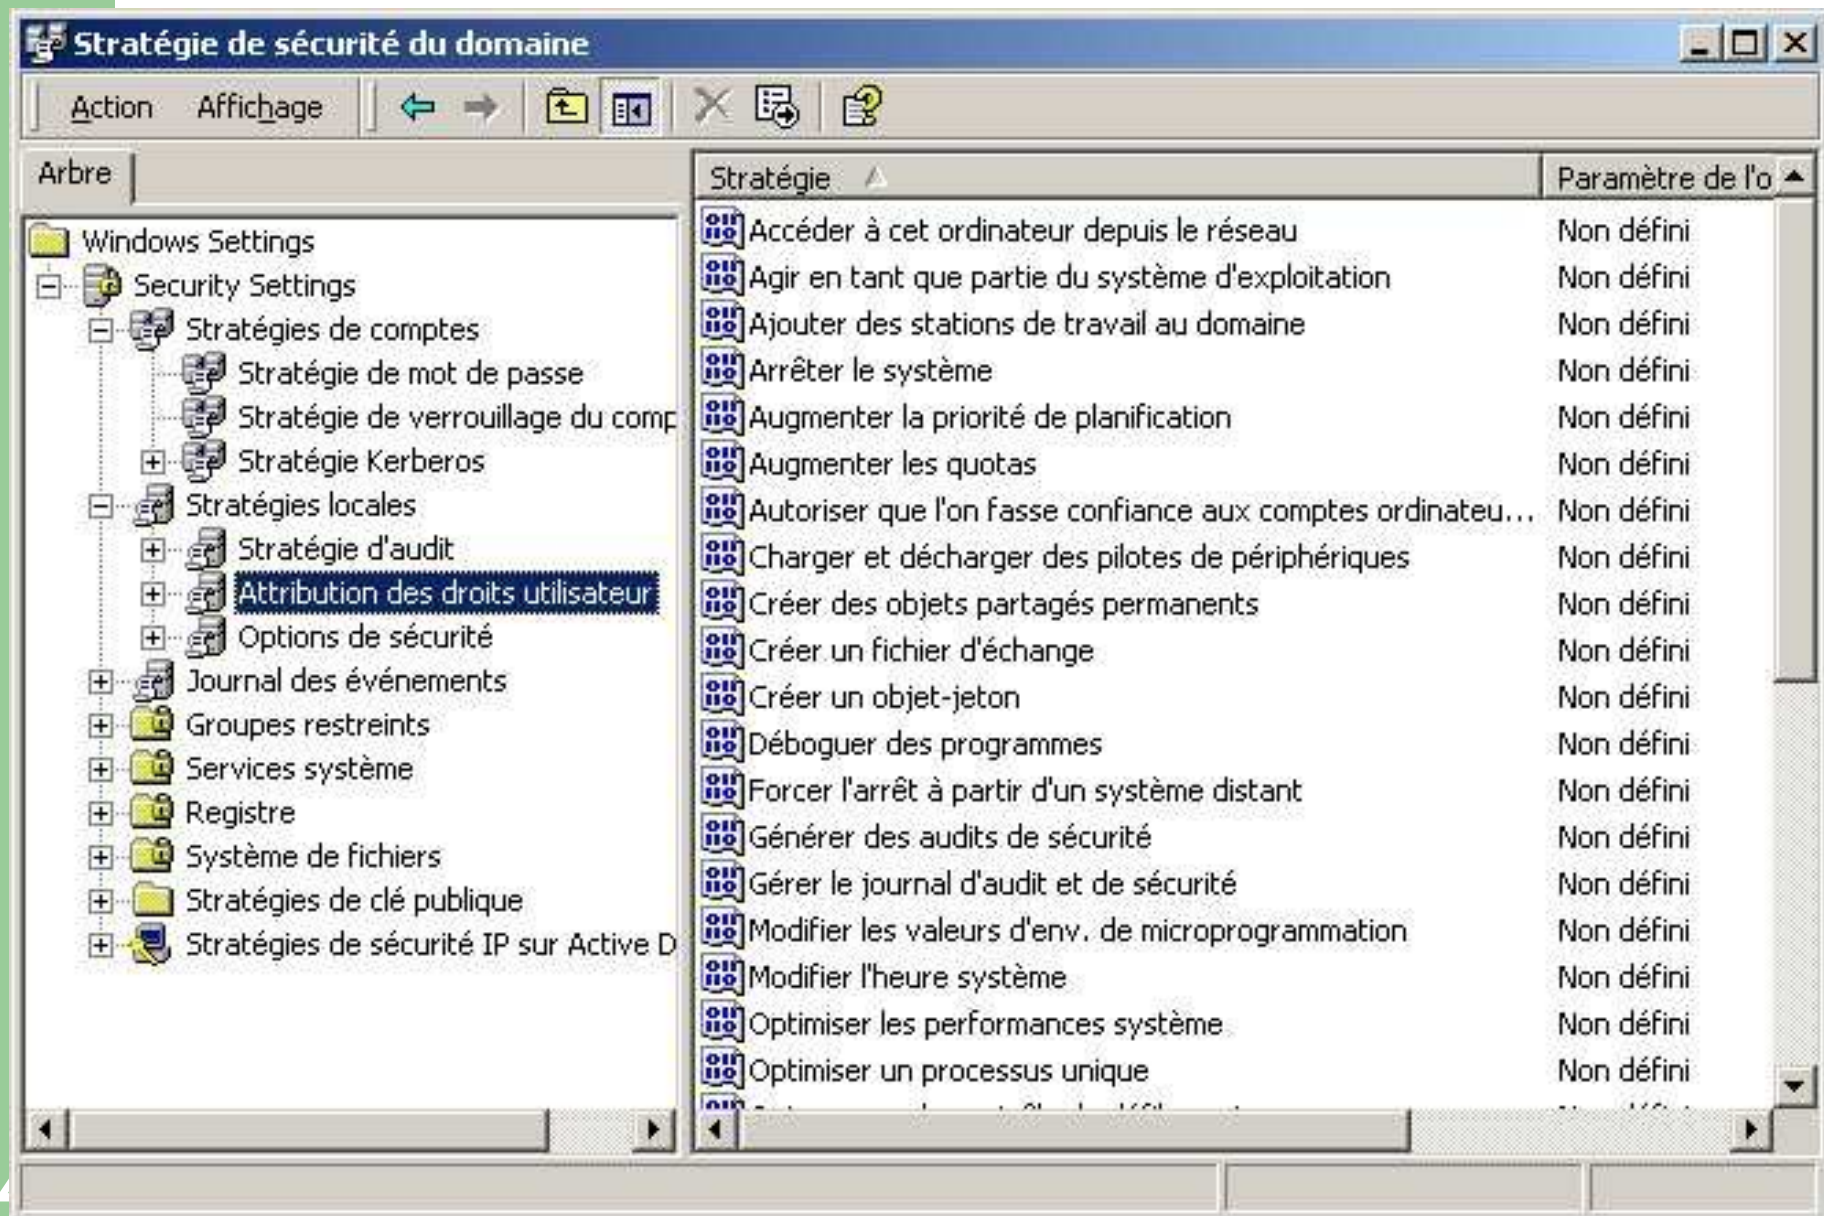 Stratégie de sécurité du domaine
Action Affichage
Arbre
Windows Settings
Security Settings
Stratégies de comptes
Stratégie de mot de passe
Stratégie de verrouillage du comp
Stratégie Kerberos
Stratégies locales
Stratégie d'audit
Attribution des droits utilisateur
Options de sécurité
Journal des événements
Groupes restreints
Services système
Registre
Système de fichiers
Stratégies de clé publique
Stratégies de sécurité IP sur Active D
Stratégie Paramètre de l'o
Accéder à cet ordinateur depuis le réseau Non défini
Agir en tant que partie du système d'exploitation Non défini
Ajouter des stations de travail au domaine Non défini
Arrêter le système Non défini
Augmenter la priorité de planification Non défini
Augmenter les quotas Non défini
Autoriser que l'on fasse confiance aux comptes ordinateu... Non défini
Charger et décharger des pilotes de périphériques Non défini
Créer des objets partagés permanents Non défini
Créer un fichier d'échange Non défini
Créer un objet-jeton Non défini
Déboguer des programmes Non défini
Forcer l'arrêt à partir d'un système distant Non défini
Générer des audits de sécurité Non défini
Gérer le journal d'audit et de sécurité Non défini
Modifier les valeurs d'env. de microprogrammation Non défini
Modifier l'heure système Non défini
Optimiser les performances système Non défini
Optimiser un processus unique Non défini